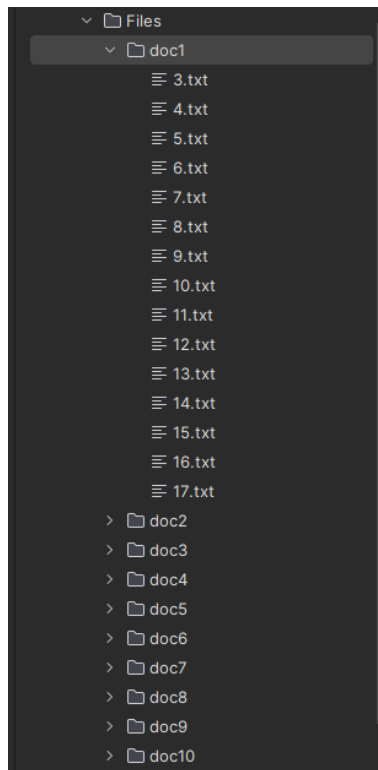 Files
doc1
3.txt
4.txt
5.txt
6.txt
7.txt
8.txt
9.txt
10.txt
11.txt
12.txt
13.txt
14.txt
15.txt
16.txt
17.txt
doc2
doc3
doc4
doc5
doc6
doc7
doc8
doc9
doc10